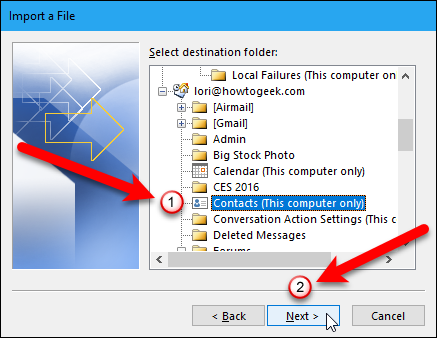 Import a File
Select destination folder:
Local Failures (This computer on
lori@howtogeek.com
[Airmail]
[Gmail]
Admin
Big Stock Photo
Calendar (This computer only)
CES 2016
1
Contacts (This computer only)
Conversation Action Settings (This c
Deleted Messages
Forums
2
< Back
Next >
Cancel